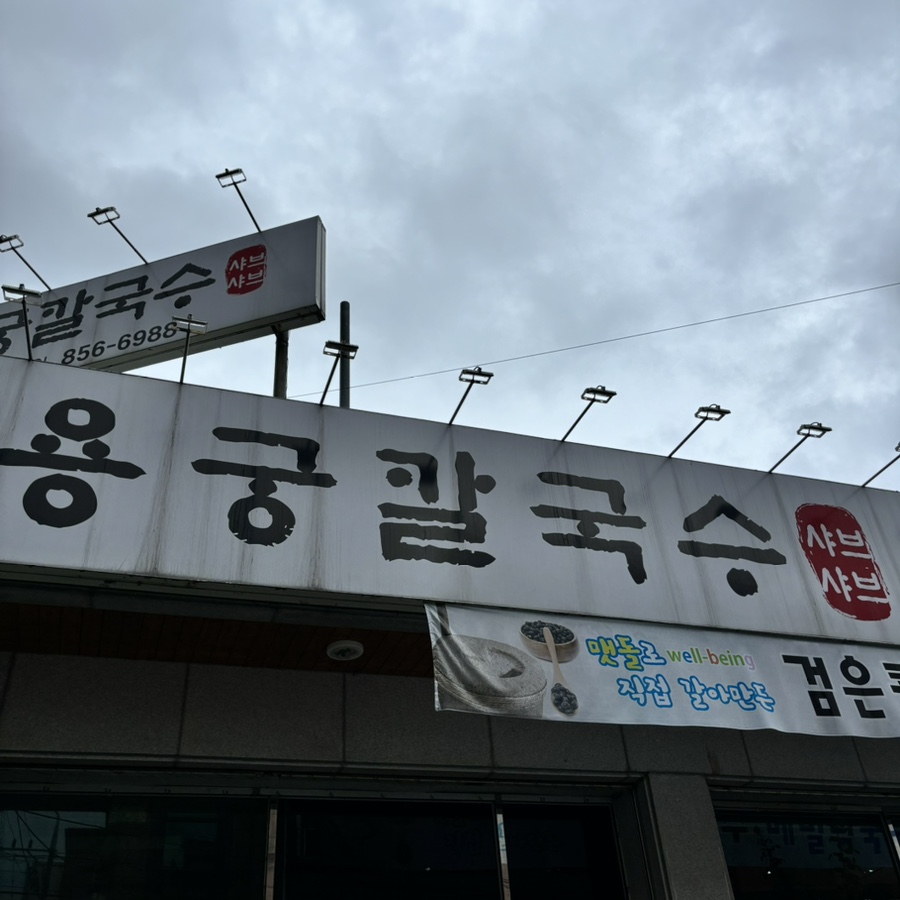 궁칼국수
샤브
샤브
856-6988
용궁칼국수
샤브
샤브
맷돌로 well-being
직접 갈아만든
검은콩